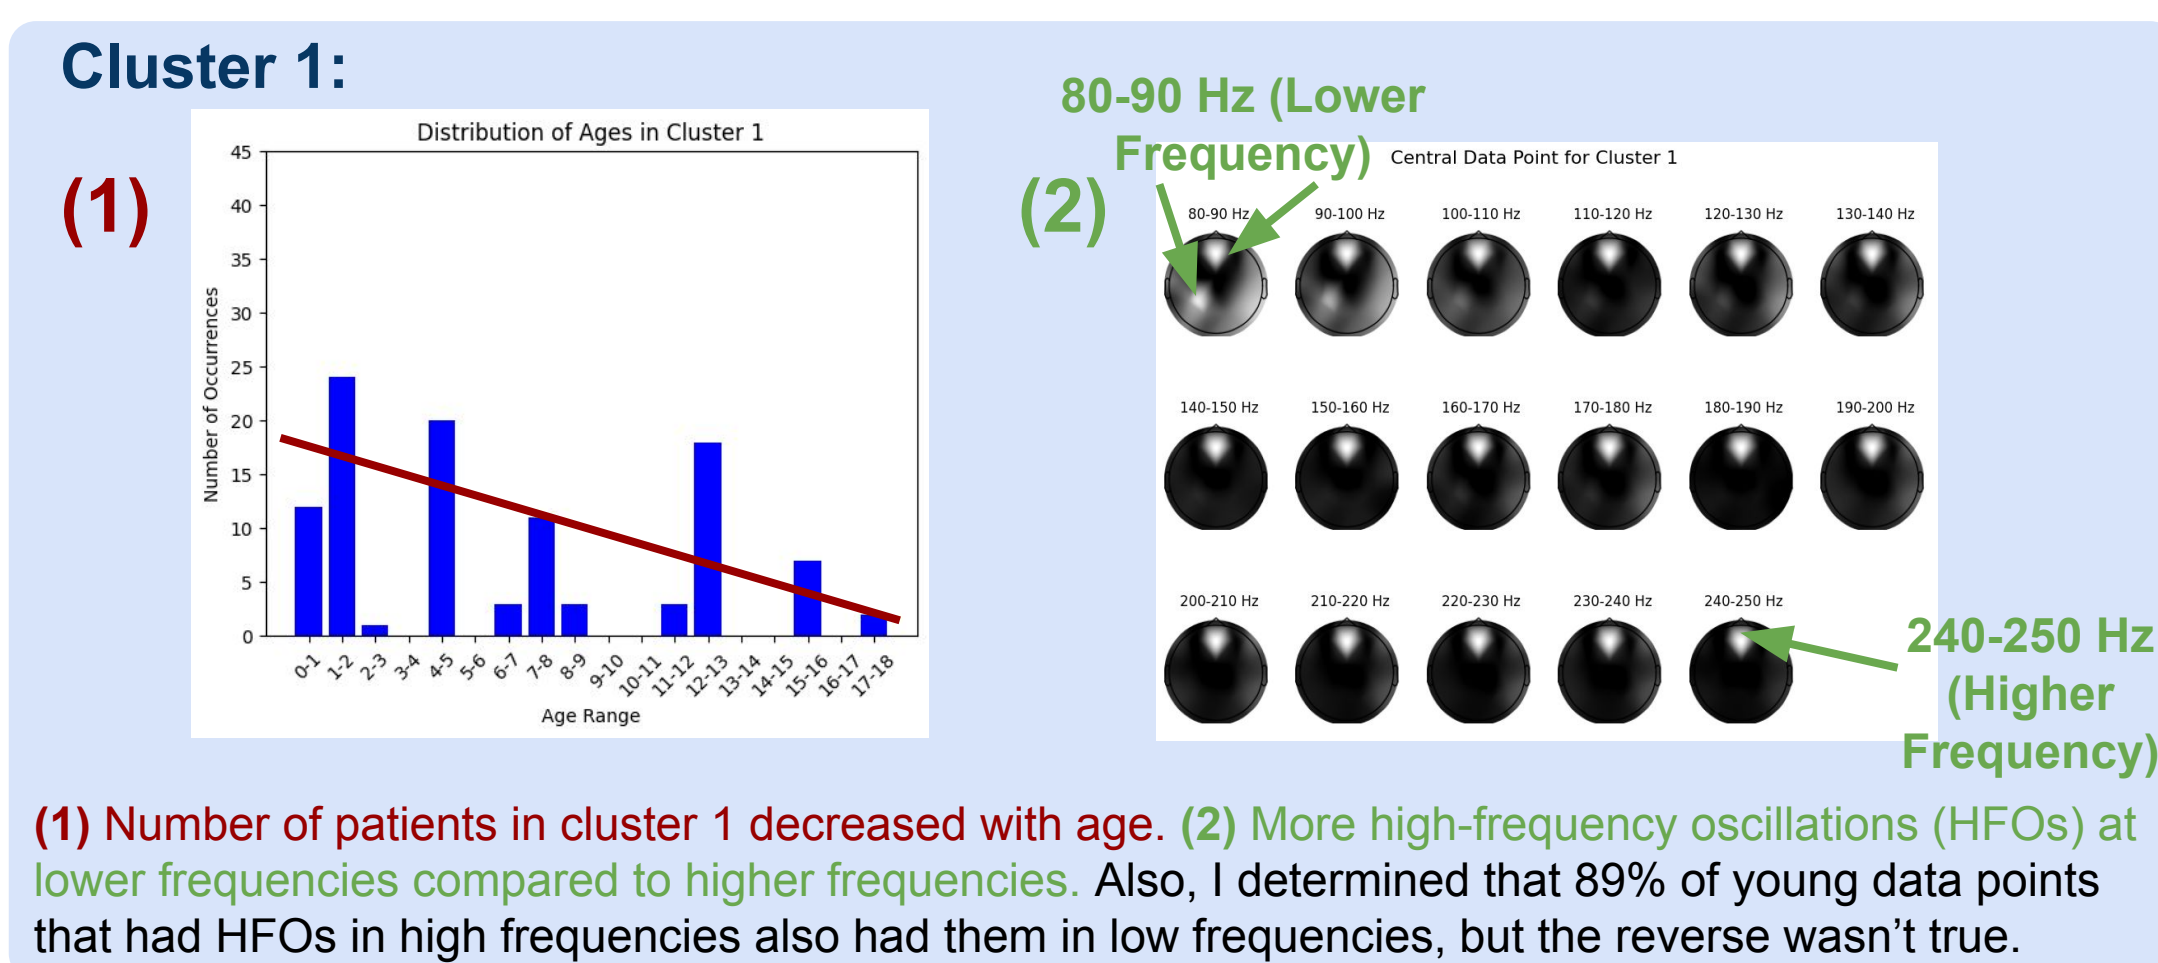 Cluster 1:
(1)
Distribution of Ages in Cluster 1
45
40
35
30
25
20
15
10
5
0
Number of Occurrences
0-1
1-2
2-3
3-4
4-5
5-6
6-7
7-8
8-9
9-10
10-11
11-12
12-13
13-14
14-15
15-16
16-17
17-18
Age Range
(2)
80-90 Hz (Lower
Frequency)
Central Data Point for Cluster 1
80-90 Hz 90-100 Hz 100-110 Hz 110-120 Hz 120-130 Hz 130-140 Hz
140-150 Hz 150-160 Hz 160-170 Hz 170-180 Hz 180-190 Hz 190-200 Hz
200-210 Hz 210-220 Hz 220-230 Hz 230-240 Hz 240-250 Hz
240-250 Hz
(Higher
Frequency)
(1) Number of patients in cluster 1 decreased with age. (2) More high-frequency oscillations (HFOs) at
lower frequencies compared to higher frequencies. Also, I determined that 89% of young data points
that had HFOs in high frequencies also had them in low frequencies, but the reverse wasn’t true.